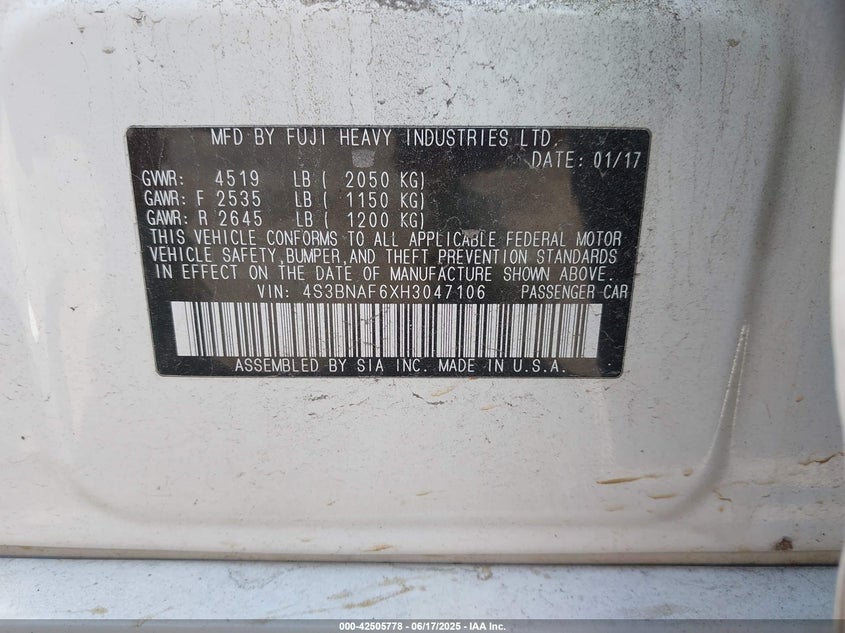 MFD BY FUJI HEAVY INDUSTRIES LTD.
DATE: 01/17
GVWR: 4519 LB ( 2050 KG)
GAWR: F 2535 LB ( 1150 KG)
GAWR: R 2645 LB ( 1200 KG)
THIS VEHICLE CONFORMS TO ALL APPLICABLE FEDERAL MOTOR
VEHICLE SAFETY,BUMPER,AND THEFT PREVENTION STANDARDS
IN EFFECT ON THE DATE OF MANUFACTURE SHOWN ABOVE.
VIN: 4S3BNAF6XH3047106 PASSENGER CAR
ASSEMBLED BY SIA INC. MADE IN U.S.A.
000-42505778 - 06/17/2025 - IAA Inc.